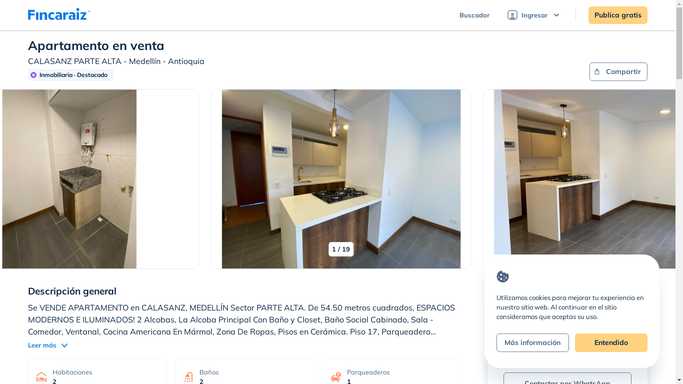 Fincaraiz
Buscador
Ingresar
Publica gratis
Apartamento en venta
CALASANZ PARTE ALTA - Medellín - Antioquia
Inmobiliaria · Destacado
Compartir
1 / 19
Descripción general
Se VENDE APARTAMENTO en CALASANZ, MEDELLÍN Sector PARTE ALTA. De 54.50 metros cuadrados, ESPACIOS
MODERNOS E ILUMINADOS! 2 Alcobas, La Alcoba Principal Con Baño y Closet, Baño Social Cabinado, Sala -
Comedor, Ventanal, Cocina Americana En Mármol, Zona De Ropas, Pisos en Cerámica. Piso 17, Parqueadero...
Leer más
Habitaciones
2
Baños
2
Parqueaderos
1
Utilizamos cookies para mejorar tu experiencia en
nuestro sitio web. Al continuar en el sitio
consideramos que aceptas su uso.
Más información
Entendido
Contactar por WhatsApp